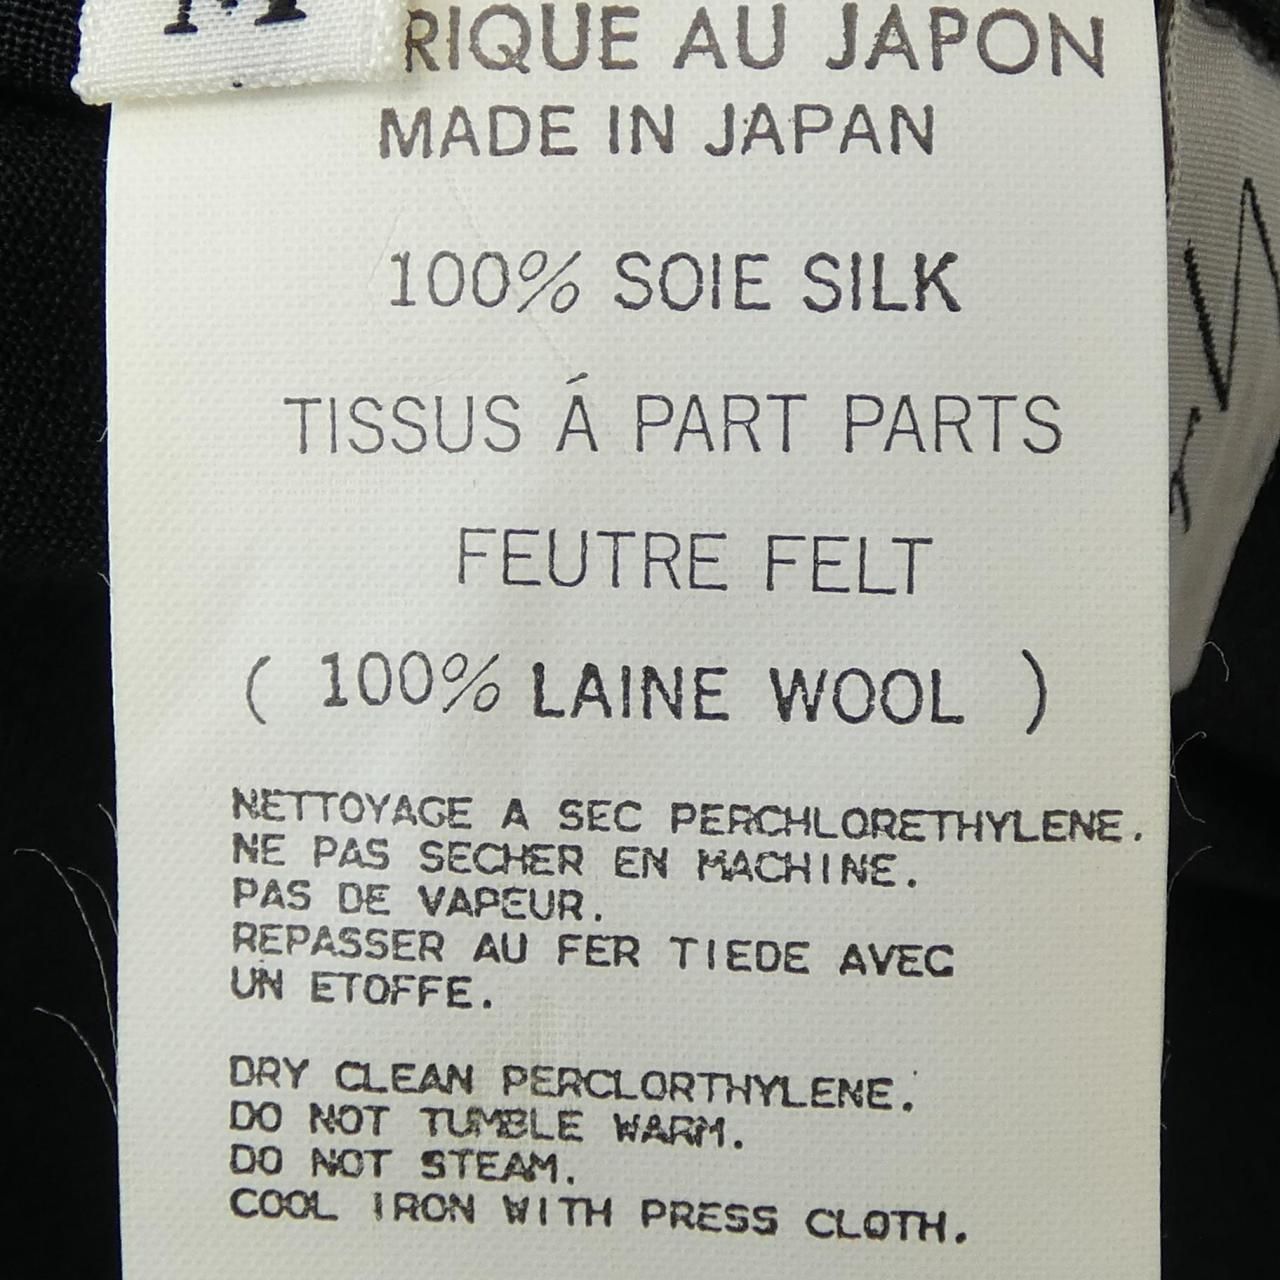 M
RIQUE AU JAPON
MADE IN JAPAN
100% SOIE SILK
TISSUS Á PART PARTS
FEUTRE FELT
( 100% LAINE WOOL )
NETTOYAGE A SEC PERCHLORETHYLENE.
NE PAS SECHER EN MACHINE.
PAS DE VAPEUR.
REPASSER AU FER TIEDE AVEC
UN ETOFFE.
DRY CLEAN PERCLORTHYLENE.
DO NOT TUMBLE WARM.
DO NOT STEAM.
COOL IRON WITH PRESS CLOTH.